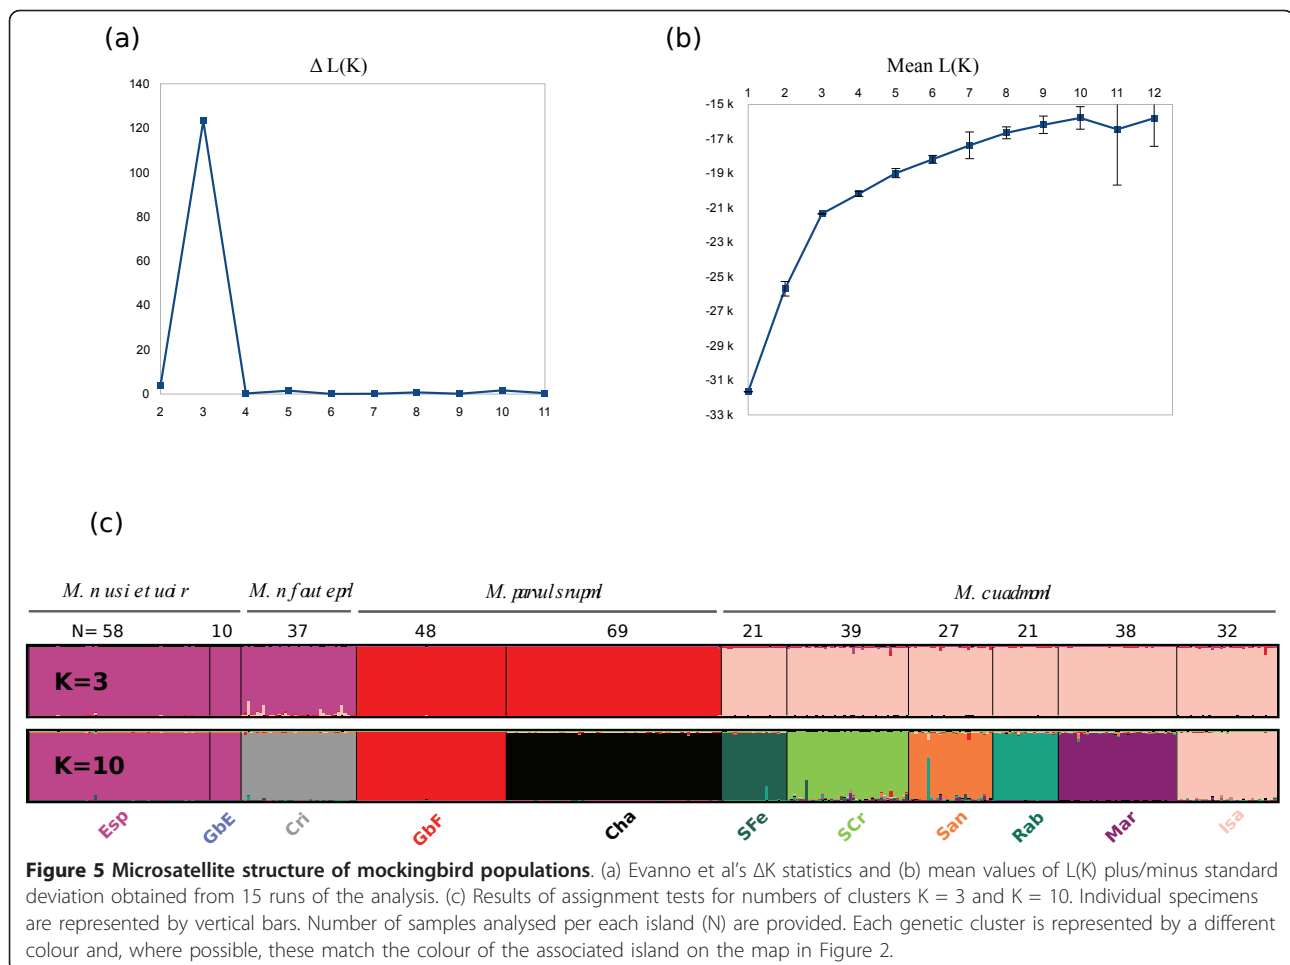 (a)
(b)
Δ L(K)
140
120
100
80
60
40
20
0
2 3 4 5 6 7 8 9 10 11
Mean L(K)
1 2 3 4 5 6 7 8 9 10 11 12
-15 k
-17 k
-19 k
-21 k
-23 k
-25 k
-27 k
-29 k
-31 k
-33 k
(c)
N= 58 10 37 48 69 21 39 27 21 38 32
K=3
K=10
Esp GbE Cri GbF Cha SFe SCr San Rab Mar Isa
Figure 5 Microsatellite structure of mockingbird populations. (a) Evanno et al's ΔK statistics and (b) mean values of L(K) plus/minus standard
deviation obtained from 15 runs of the analysis. (c) Results of assignment tests for numbers of clusters K = 3 and K = 10. Individual specimens
are represented by vertical bars. Number of samples analysed per each island (N) are provided. Each genetic cluster is represented by a different
colour and, where possible, these match the colour of the associated island on the map in Figure 2.